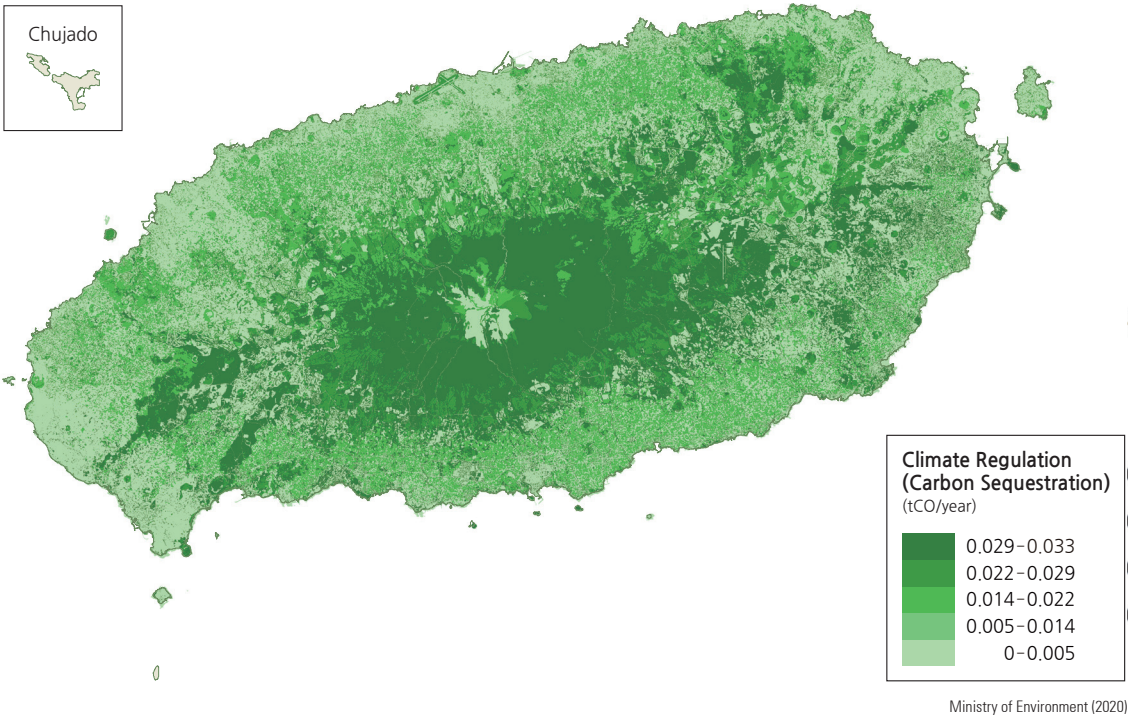 Chujado
Climate Regulation
(Carbon Sequestration)
(tCO/year)
0.029-0.033
0.022-0.029
0.014-0.022
0.005-0.014
0-0.005
Ministry of Environment (2020)